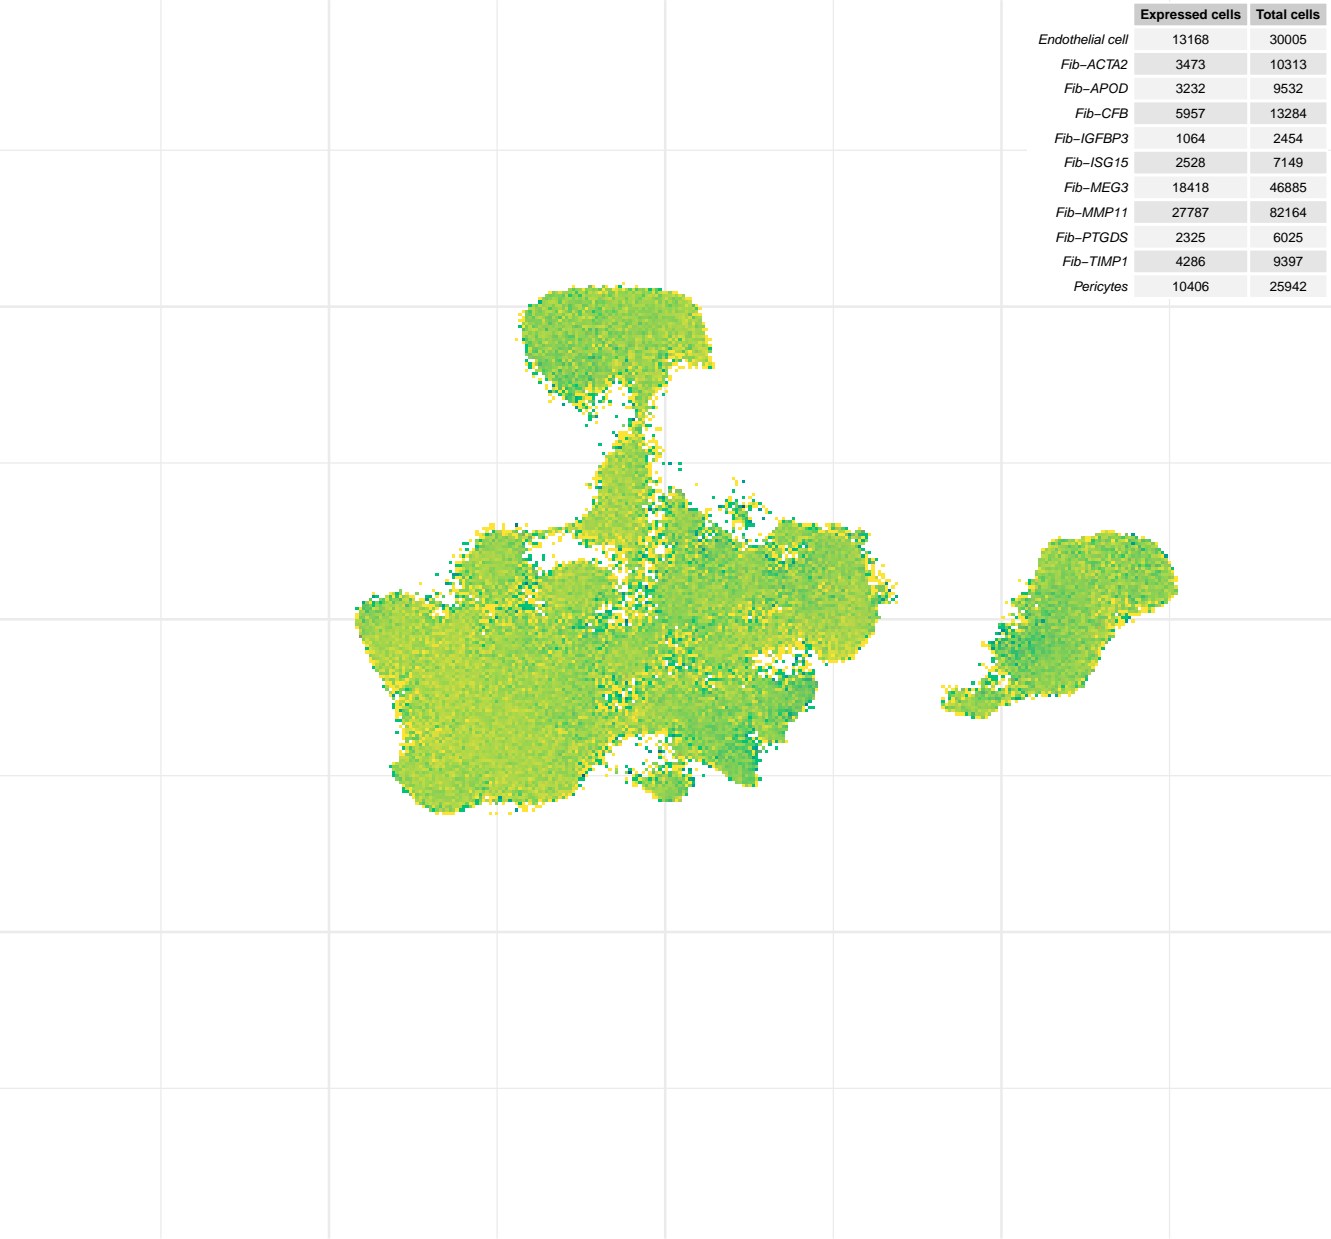 Expressed cells Total cells
Endothelial cell 13168 30005
Fib−ACTA2 3473 10313
Fib−APOD 3232 9532
Fib−CFB 5957 13284
Fib−IGFBP3 1064 2454
Fib−ISG15 2528 7149
Fib−MEG3 18418 46885
Fib−MMP11 27787 82164
Fib−PTGDS 2325 6025
Fib−TIMP1 4286 9397
Pericytes 10406 25942